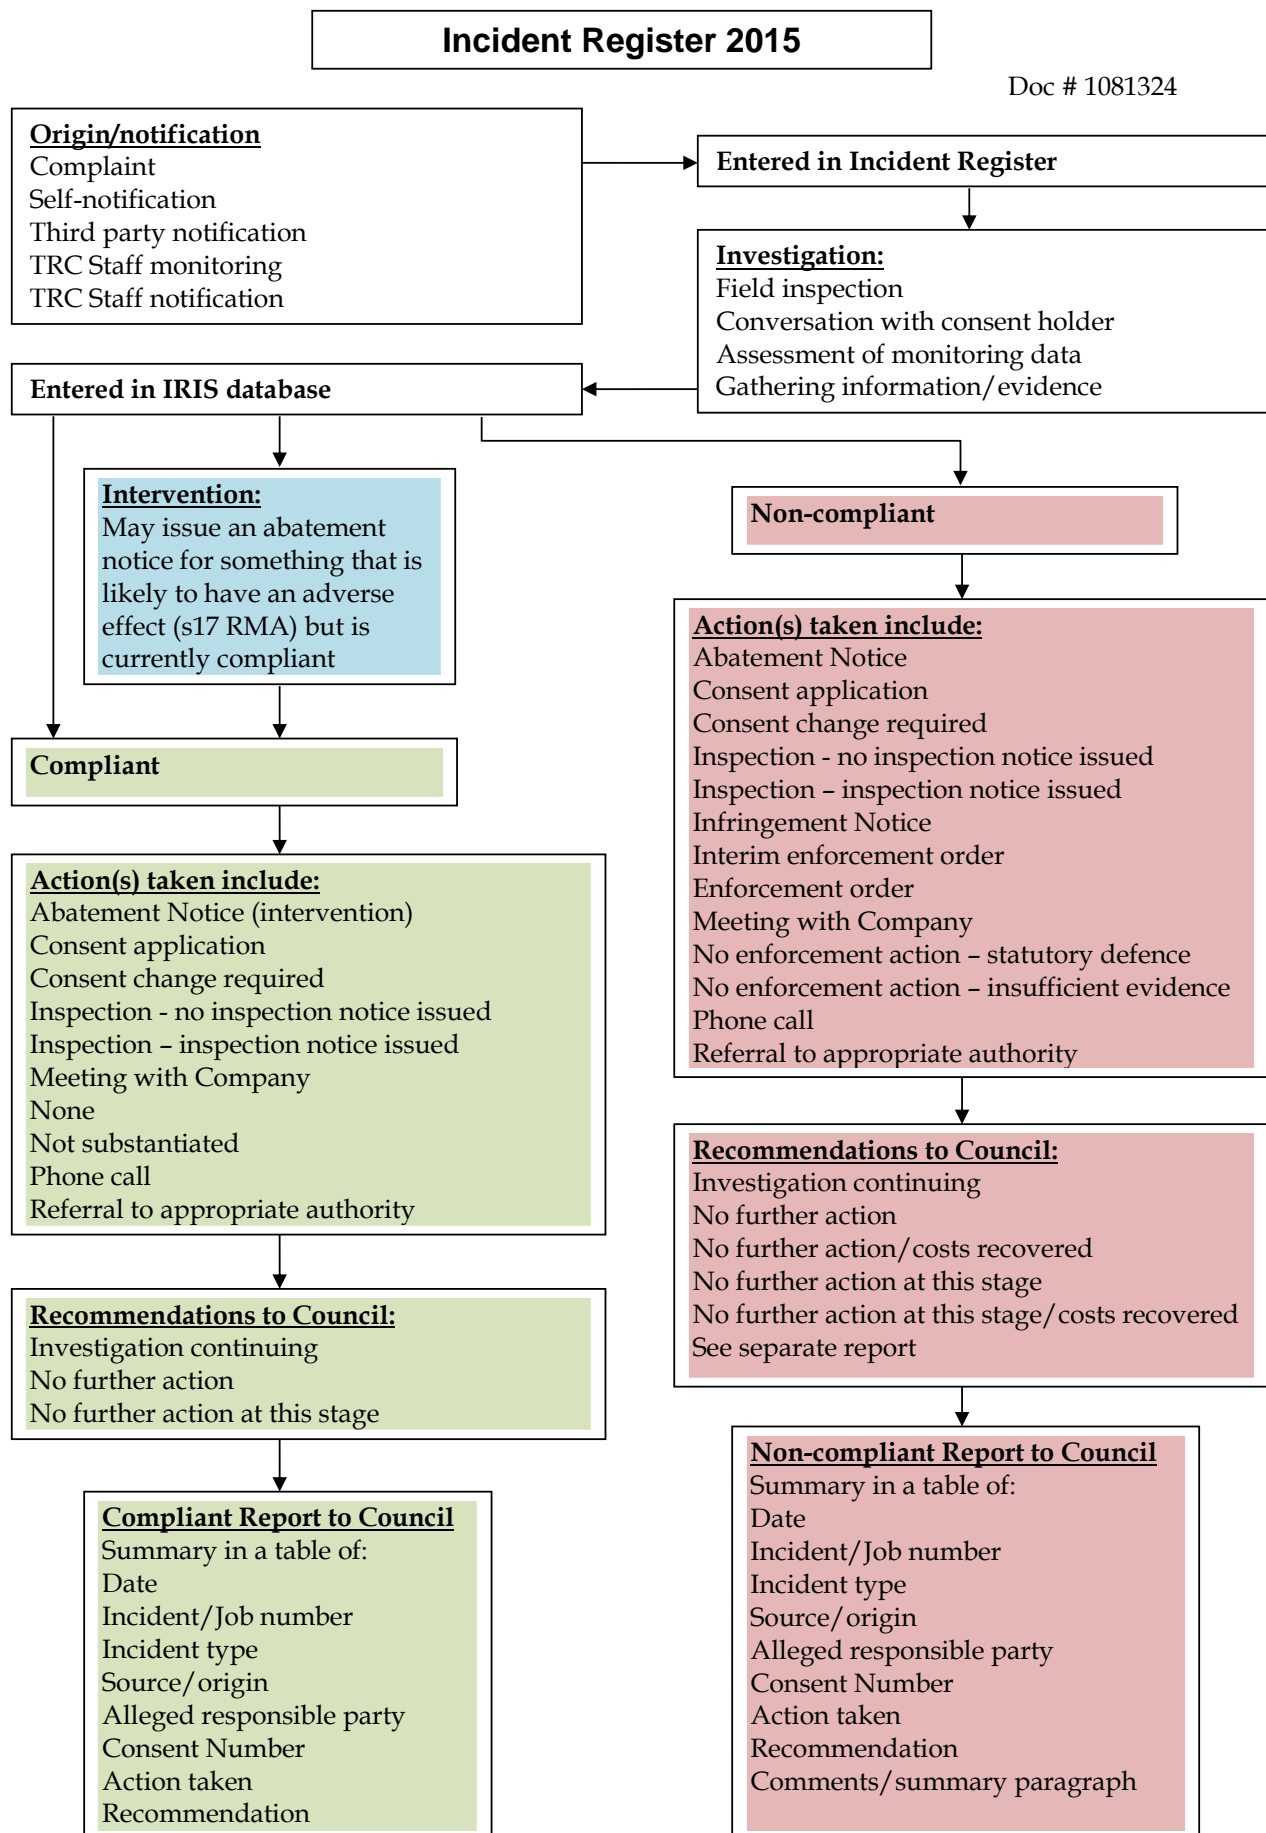 Incident Register 2015
Doc # 1081324
Origin/notification
Complaint
Self-notification
Third party notification
TRC Staff monitoring
TRC Staff notification
Entered in Incident Register
Investigation:
Field inspection
Conversation with consent holder
Assessment of monitoring data
Gathering information/evidence
Entered in IRIS database
Intervention:
May issue an abatement
notice for something that is
likely to have an adverse
effect (s17 RMA) but is
currently compliant
Compliant
Action(s) taken include:
Abatement Notice (intervention)
Consent application
Consent change required
Inspection - no inspection notice issued
Inspection – inspection notice issued
Meeting with Company
None
Not substantiated
Phone call
Referral to appropriate authority
Recommendations to Council:
Investigation continuing
No further action
No further action at this stage
Compliant Report to Council
Summary in a table of:
Date
Incident/Job number
Incident type
Source/origin
Alleged responsible party
Consent Number
Action taken
Recommendation
Non-compliant
Action(s) taken include:
Abatement Notice
Consent application
Consent change required
Inspection - no inspection notice issued
Inspection – inspection notice issued
Infringement Notice
Interim enforcement order
Enforcement order
Meeting with Company
No enforcement action – statutory defence
No enforcement action – insufficient evidence
Phone call
Referral to appropriate authority
Recommendations to Council:
Investigation continuing
No further action
No further action/costs recovered
No further action at this stage
No further action at this stage/costs recovered
See separate report
Non-compliant Report to Council
Summary in a table of:
Date
Incident/Job number
Incident type
Source/origin
Alleged responsible party
Consent Number
Action taken
Recommendation
Comments/summary paragraph